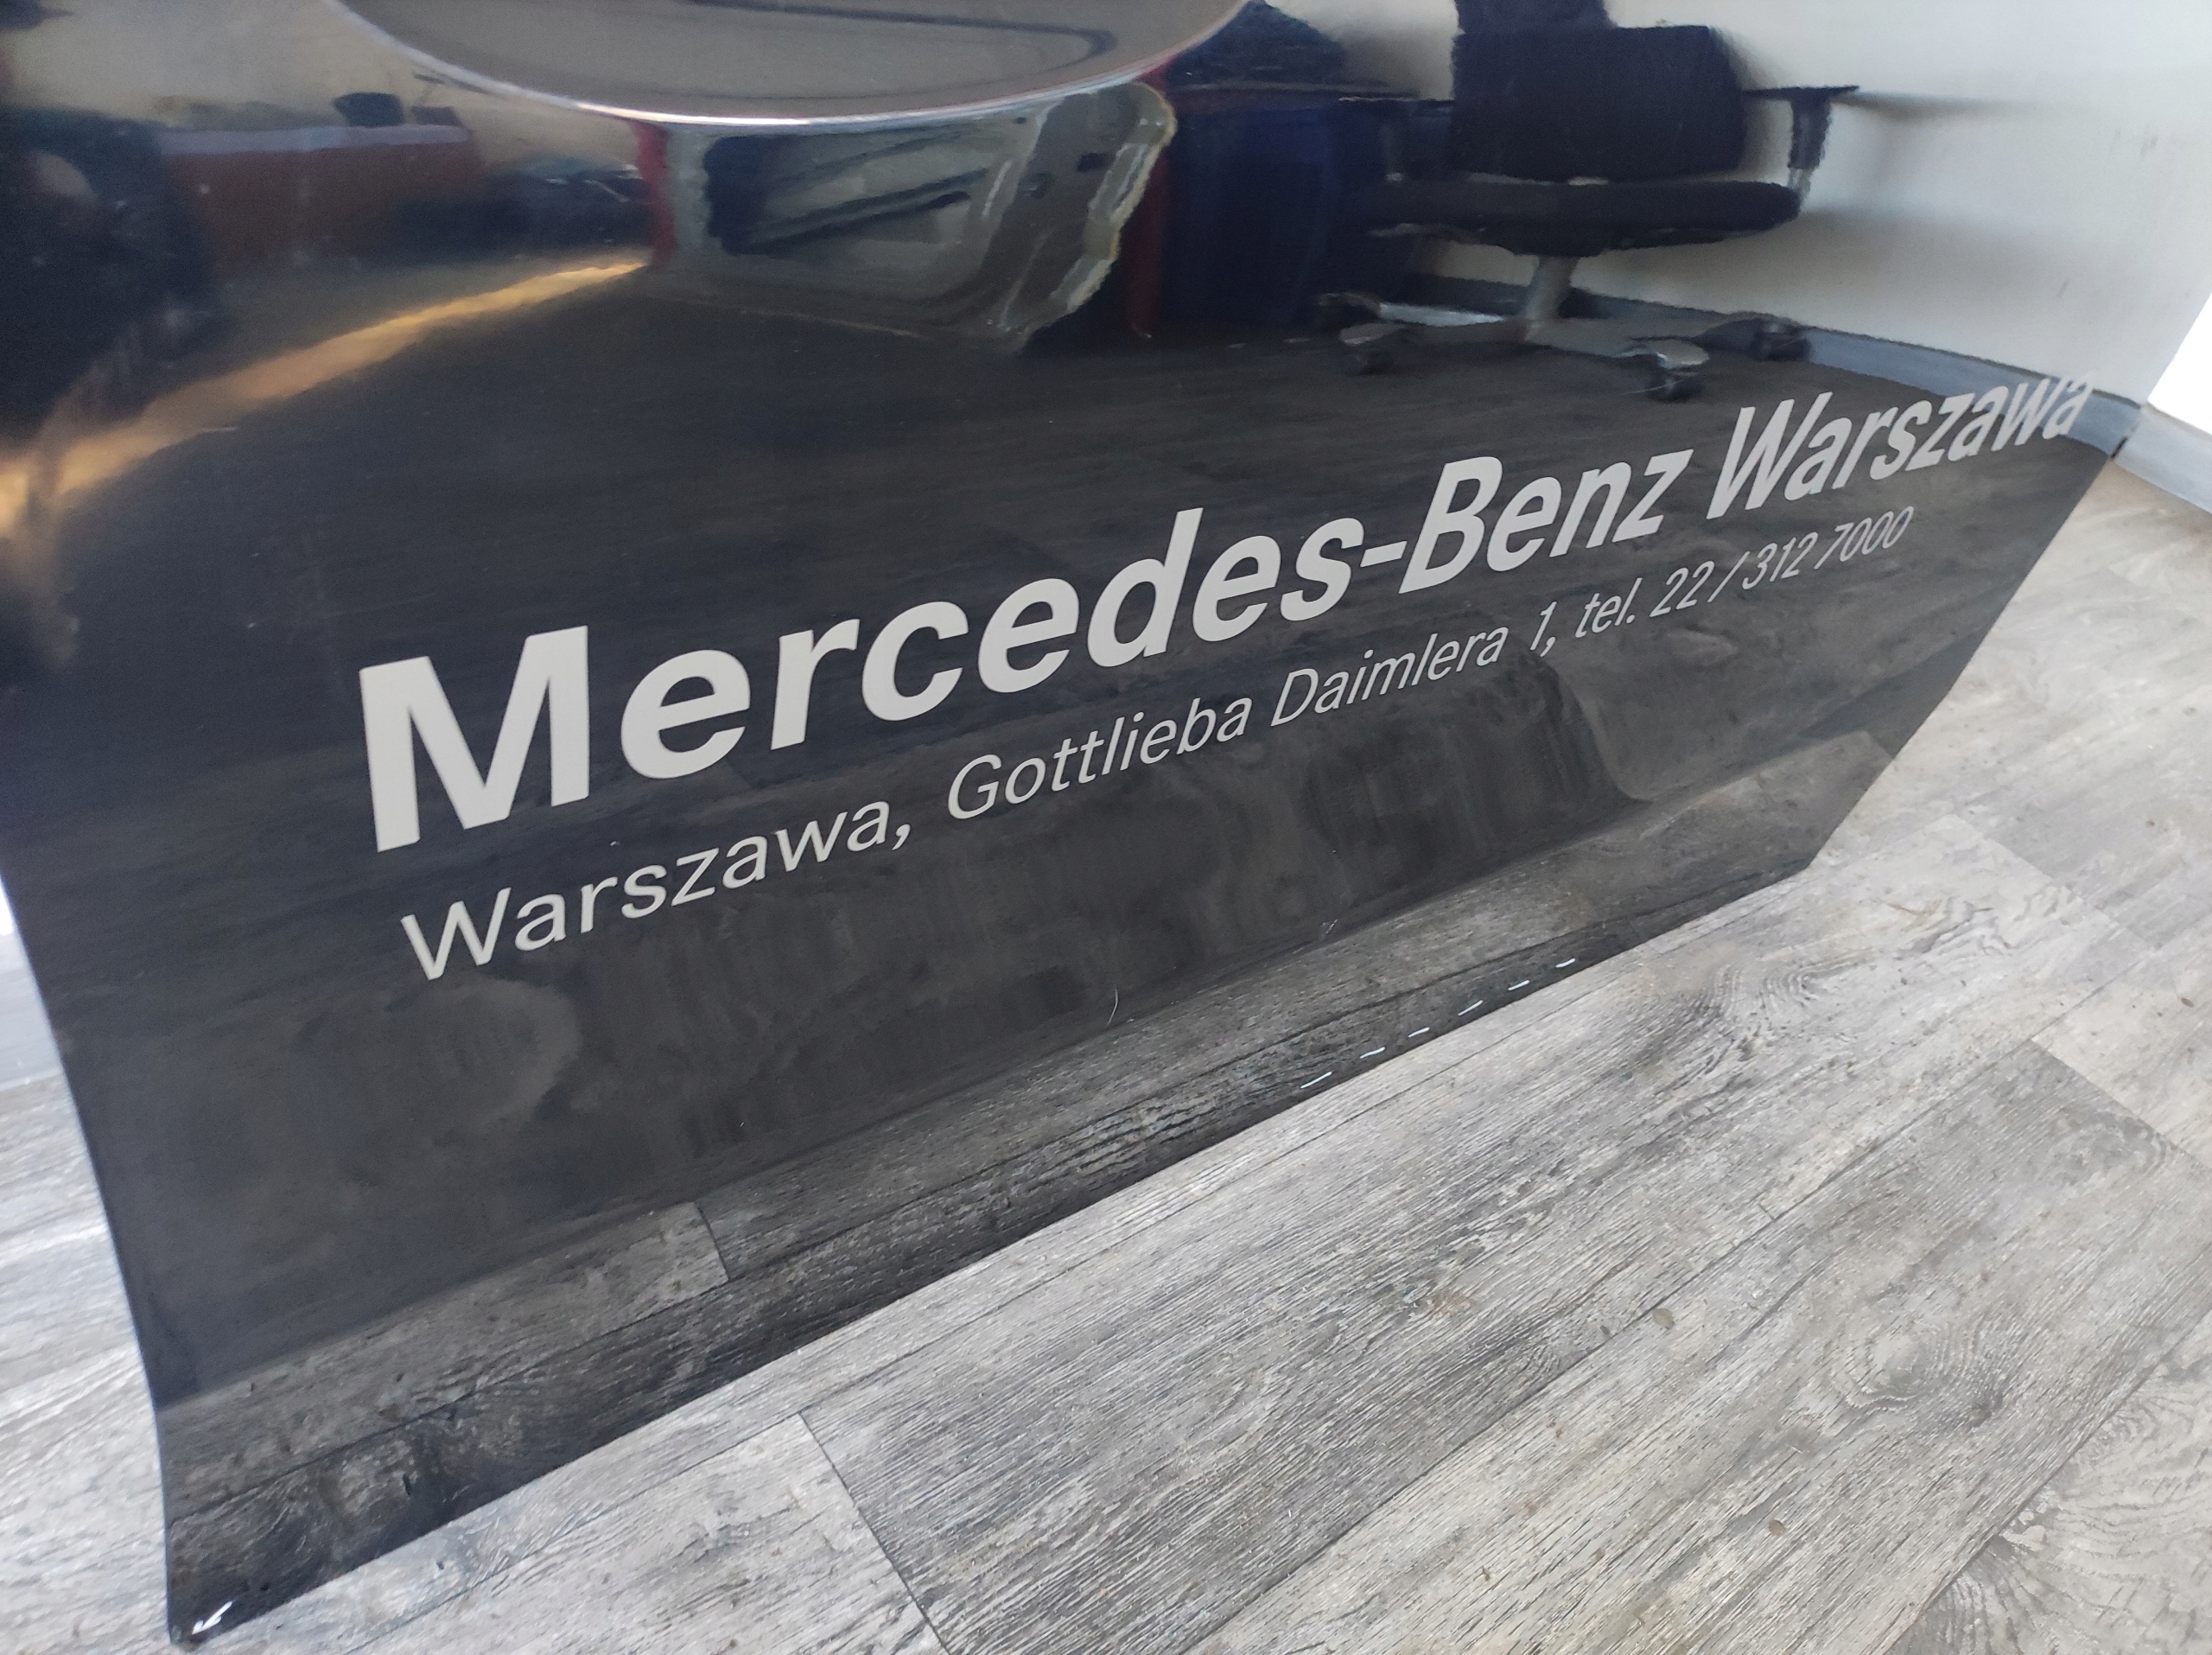 Mercedes-Benz Warszawa
Warszawa, Gottlieba Daimlera 1, tel. 22/312 7000